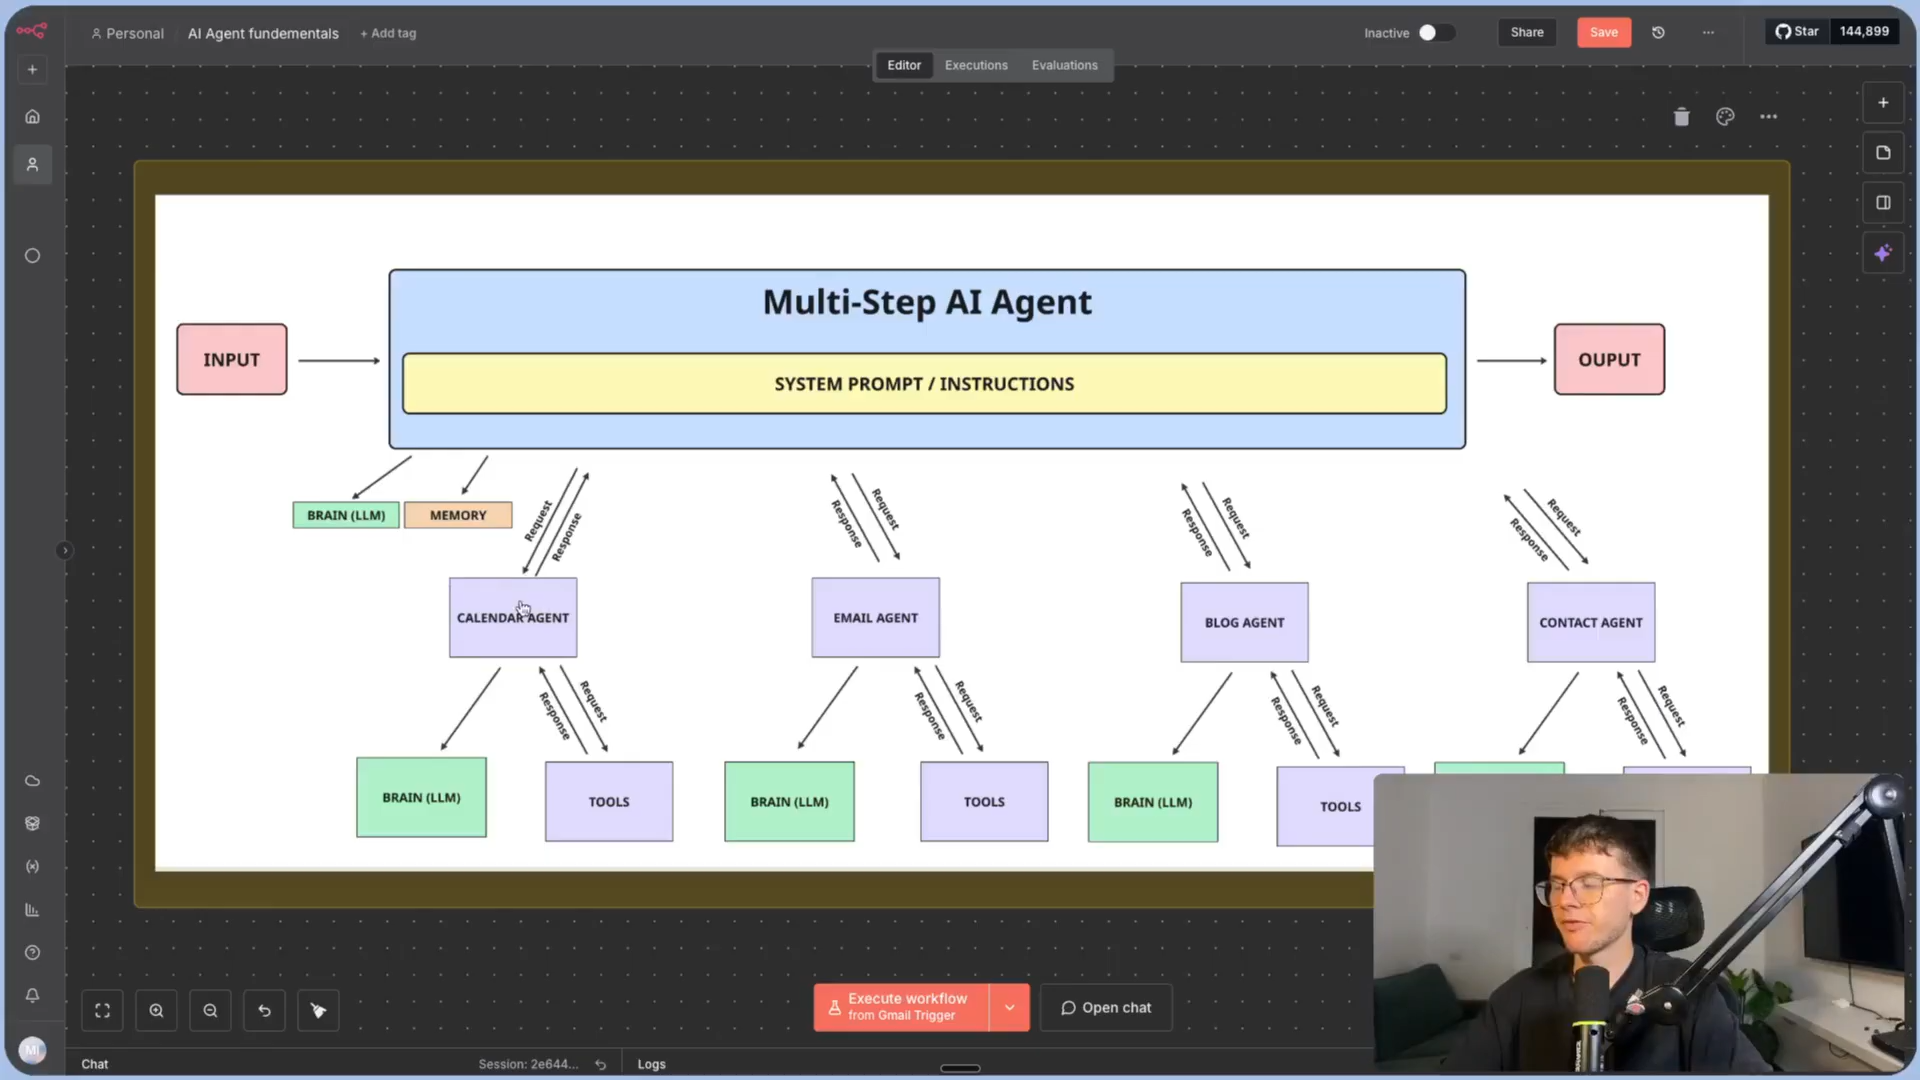 Personal
AI Agent fundementals
+ Add tag
Inactive
Share
Save
Star
144,899
Editor
Executions
Evaluations
Multi-Step AI Agent
INPUT
SYSTEM PROMPT / INSTRUCTIONS
OUPUT
BRAIN (LLM)
MEMORY
Request
Response
Response
Request
Response
Request
Response
Request
CALENDAR AGENT
EMAIL AGENT
BLOG AGENT
CONTACT AGENT
Response
Request
Response
Request
Response
Request
Response
Request
BRAIN (LLM)
TOOLS
BRAIN (LLM)
TOOLS
BRAIN (LLM)
TOOLS
Execute workflow
from Gmail Trigger
Open chat
Chat
Session: 2e644...
Logs